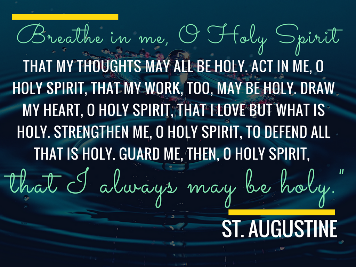 Breathe in me, O Holy Spirit
THAT MY THOUGHTS MAY ALL BE HOLY. ACT IN ME, O
HOLY SPIRIT, THAT MY WORK, TOO, MAY BE HOLY. DRAW
MY HEART, O HOLY SPIRIT, THAT I LOVE BUT WHAT IS
HOLY. STRENGTHEN ME, O HOLY SPIRIT, TO DEFEND ALL
THAT IS HOLY. GUARD ME, THEN, O HOLY SPIRIT,
that I always may be holy."
ST. AUGUSTINE